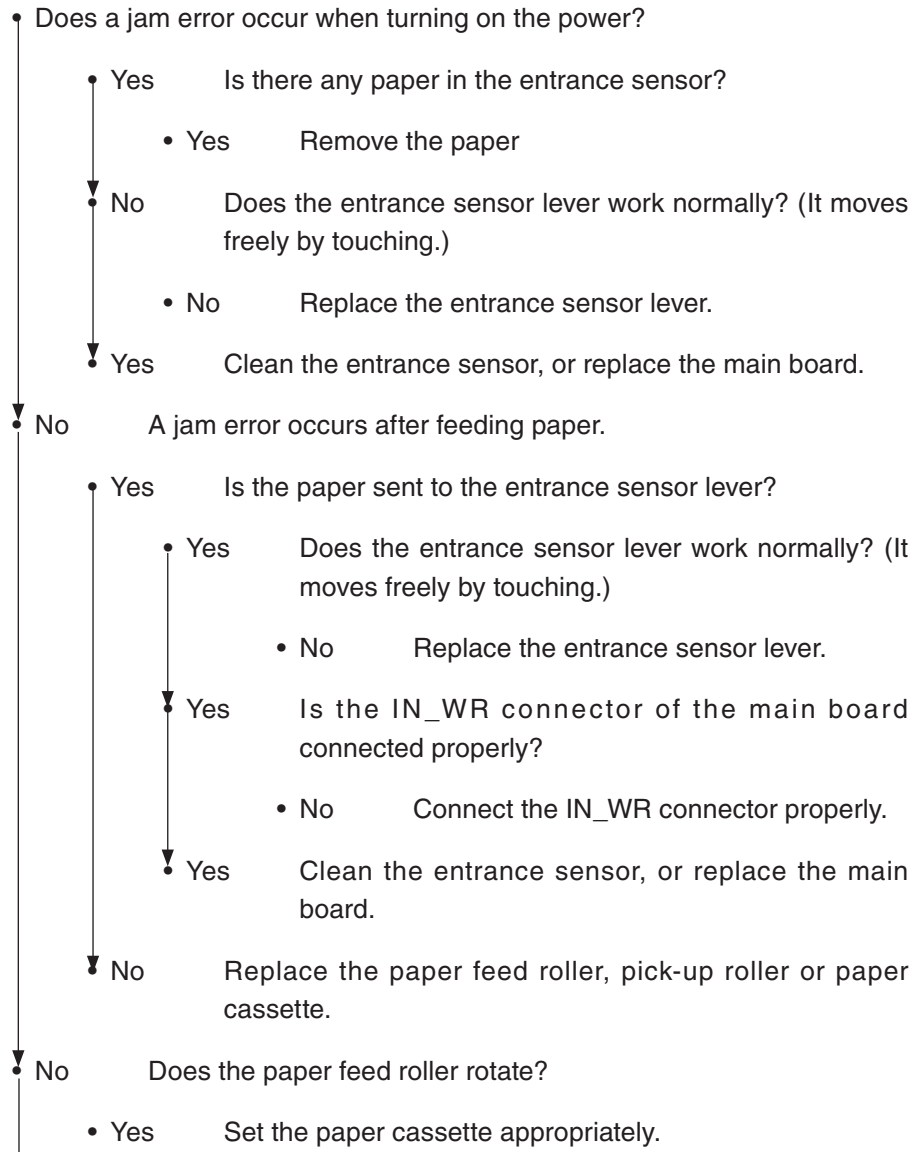 • Does a jam error occur when turning on the power?
• Yes Is there any paper in the entrance sensor?
• Yes Remove the paper
• No Does the entrance sensor lever work normally? (It moves
freely by touching.)
• No Replace the entrance sensor lever.
• Yes Clean the entrance sensor, or replace the main board.
• No A jam error occurs after feeding paper.
• Yes Is the paper sent to the entrance sensor lever?
• Yes Does the entrance sensor lever work normally? (It
moves freely by touching.)
• No Replace the entrance sensor lever.
• Yes Is the IN_WR connector of the main board
connected properly?
• No Connect the IN_WR connector properly.
• Yes Clean the entrance sensor, or replace the main
board.
• No Replace the paper feed roller, pick-up roller or paper
cassette.
• No Does the paper feed roller rotate?
• Yes Set the paper cassette appropriately.